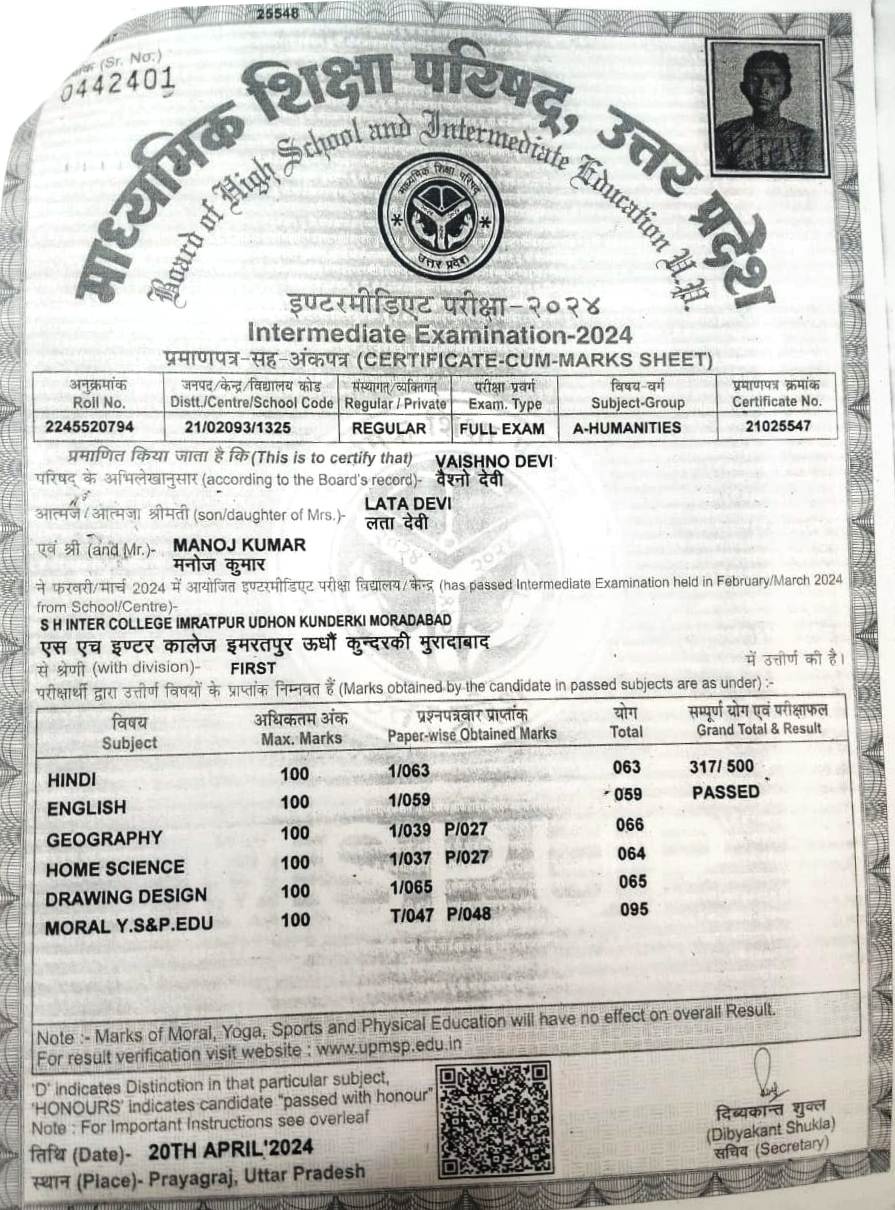 25548
(Sr. No.)
0442401
माध्यमिक शिक्षा परिषद्, उत्तर प्रदेश
Board of High School and Intermediate Education U.P.
माध्यमिक शिक्षा परिषद्
उत्तर प्रदेश
इण्टरमीडिएट परीक्षा-२०२४
Intermediate Examination-2024
प्रमाणपत्र-सह-अंकपत्र (CERTIFICATE-CUM-MARKS SHEET)
अनुक्रमांक जनपद/केन्द्र/विद्यालय कोड संस्थागत/व्यक्तिगत परीक्षा प्रवर्ग विषय-वर्ग प्रमाणपत्र क्रमांक
Roll No. Distt./Centre/School Code Regular / Private Exam. Type Subject-Group Certificate No.
2245520794 21/02093/1325 REGULAR FULL EXAM A-HUMANITIES 21025547
प्रमाणित किया जाता है कि (This is to certify that) VAISHNO DEVI
परिषद् के अभिलेखानुसार (according to the Board's record)- वैश्नो देवी
आत्मज / आत्मजा श्रीमती (son/daughter of Mrs.)- LATA DEVI
लता देवी
एवं श्री (and Mr.)- MANOJ KUMAR
मनोज कुमार
ने फरवरी/मार्च 2024 में आयोजित इण्टरमीडिएट परीक्षा विद्यालय/केन्द्र (has passed Intermediate Examination held in February/March 2024
from School/Centre)-
S H INTER COLLEGE IMRATPUR UDHON KUNDERKI MORADABAD
एस एच इण्टर कालेज इमरतपुर ऊधौं कुन्दरकी मुरादाबाद
से श्रेणी (with division)- FIRST में उत्तीर्ण की है।
परीक्षार्थी द्वारा उत्तीर्ण विषयों के प्राप्तांक निम्नवत हैं (Marks obtained by the candidate in passed subjects are as under) :-
विषय अधिकतम अंक प्रश्नपत्रवार प्राप्तांक योग सम्पूर्ण योग एवं परीक्षाफल
Subject Max. Marks Paper-wise Obtained Marks Total Grand Total & Result
HINDI 100 1/063 063 317/ 500
ENGLISH 100 1/059 059 PASSED
GEOGRAPHY 100 1/039 P/027 066
HOME SCIENCE 100 1/037 P/027 064
DRAWING DESIGN 100 1/065 065
MORAL Y.S&P.EDU 100 T/047 P/048 095
Note :- Marks of Moral, Yoga, Sports and Physical Education will have no effect on overall Result.
For result verification visit website : www.upmsp.edu.in
'D' indicates Distinction in that particular subject,
'HONOURS' indicates candidate "passed with honour"
Note : For Important Instructions see overleaf
तिथि (Date)- 20TH APRIL'2024
स्थान (Place)- Prayagraj, Uttar Pradesh
दिब्यकान्त शुक्ल
(Dibyakant Shukla)
सचिव (Secretary)